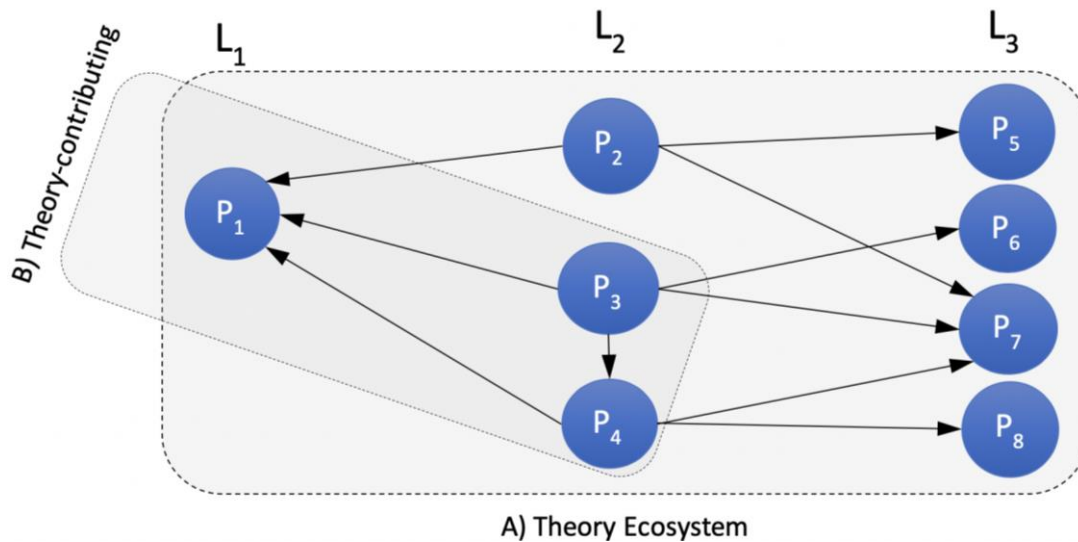 L1
L2
L3
B) Theory-contributing
P1
P2
P3
P4
P5
P6
P7
P8
A) Theory Ecosystem